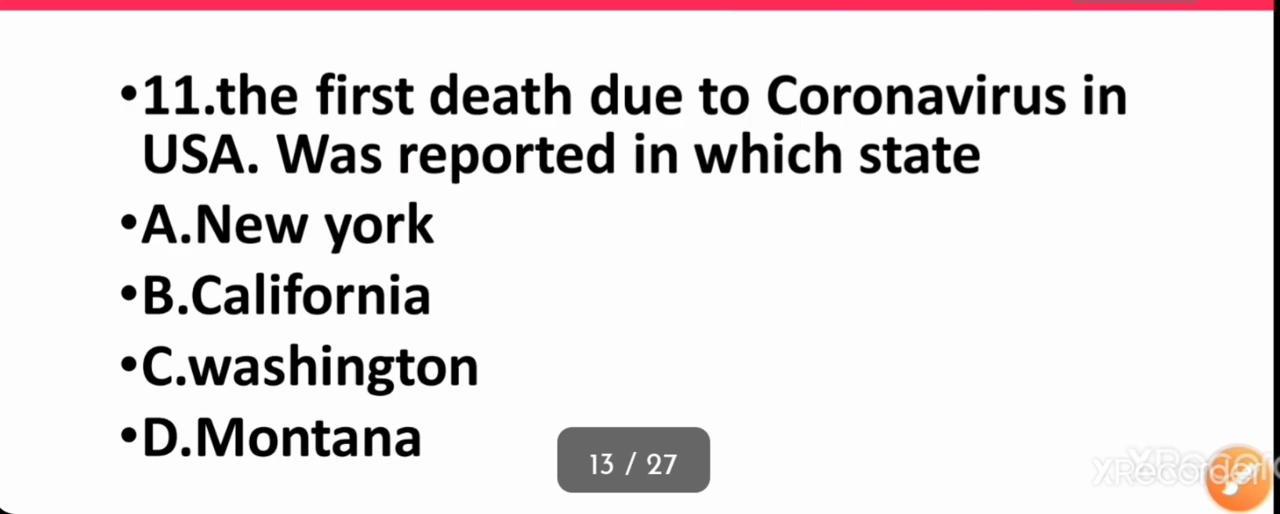 •11.the first death due to Coronavirus in
USA. Was reported in which state
•A.New york
•B.California
•C.washington
•D.Montana
13 / 27
XRecorder